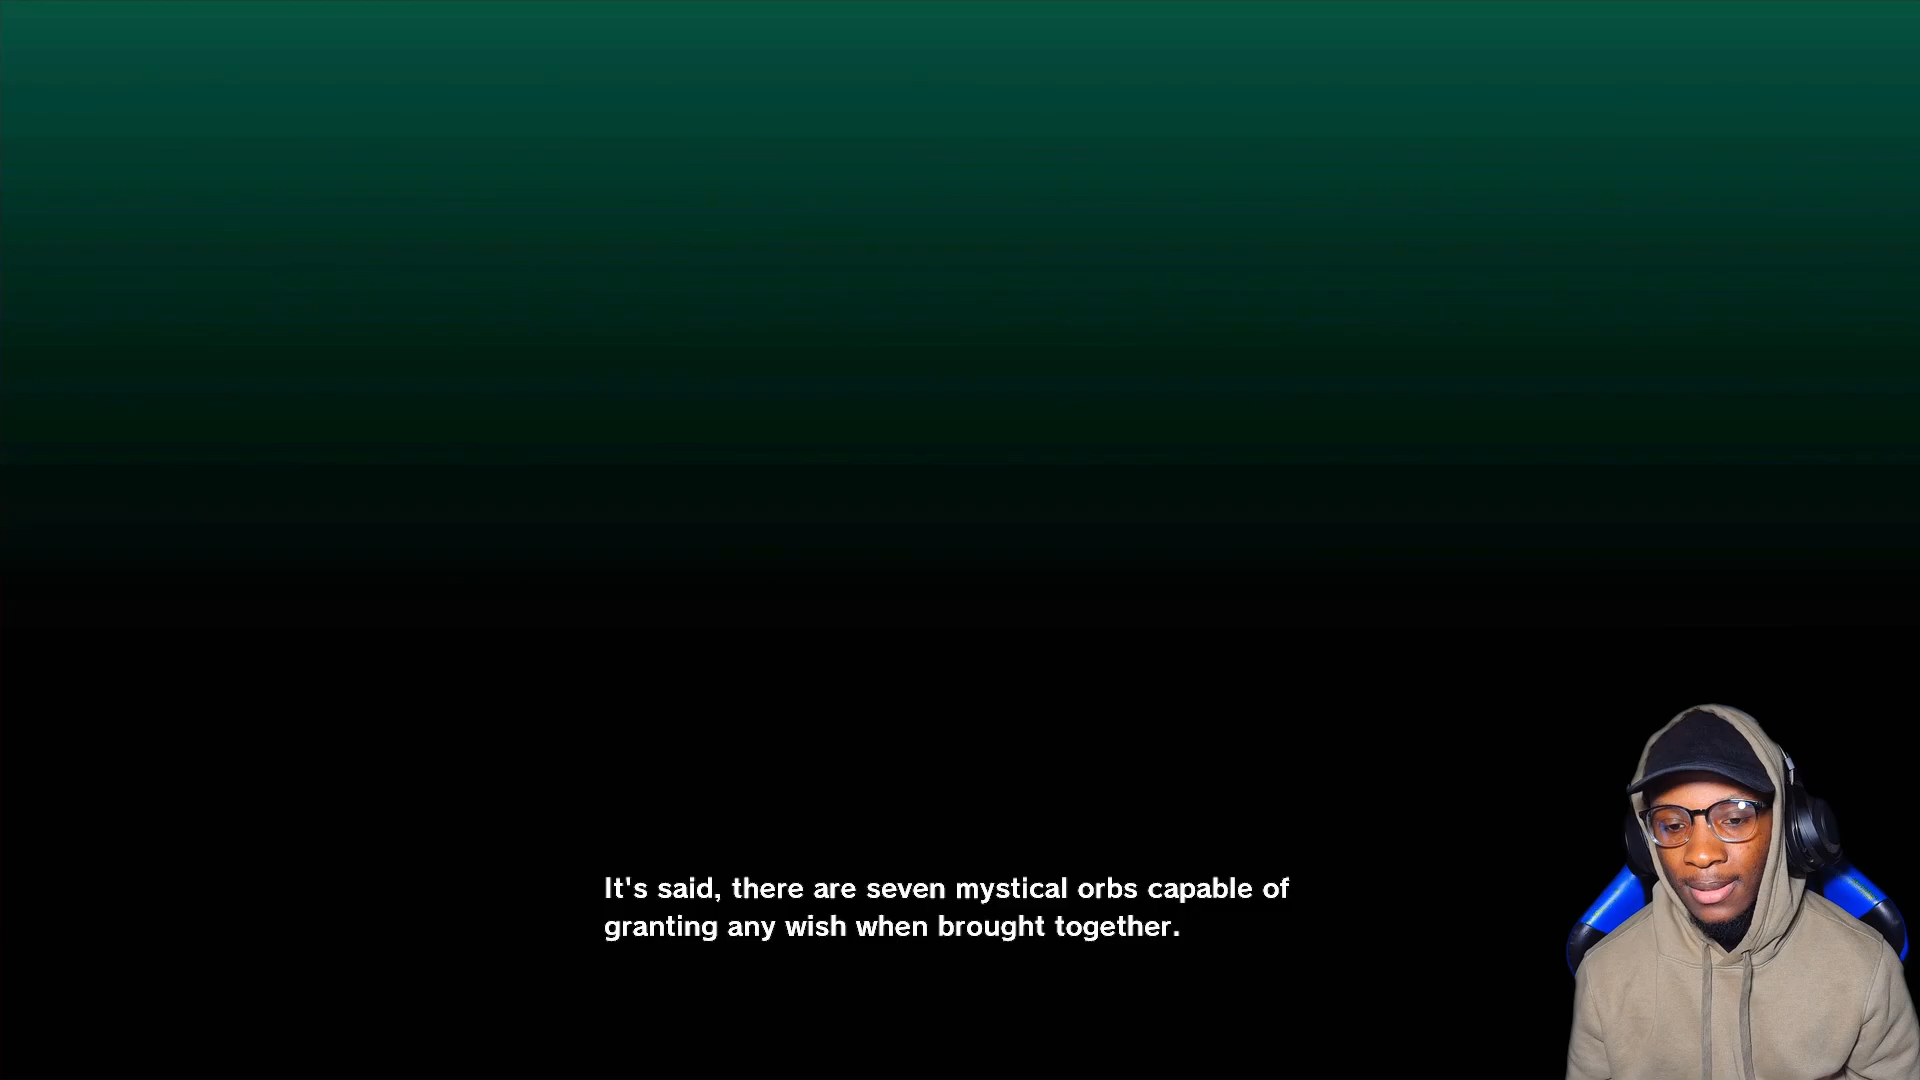 It's said, there are seven mystical orbs capable of
granting any wish when brought together.